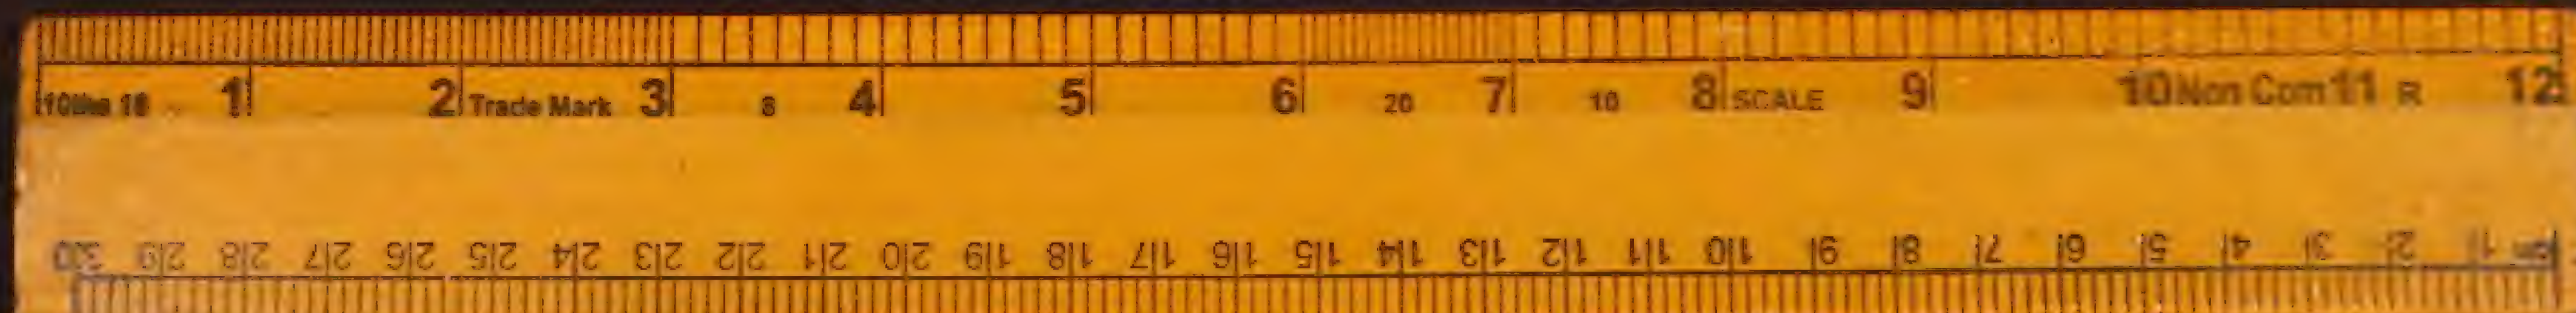 10ths 16 1 2 Trade Mark 3 8 4 5 6 20 7 10 8 SCALE 9 10 Non Com 11 R 12
cm 1 2 3 4 5 6 7 8 9 10 11 12 13 14 15 16 17 18 19 20 21 22 23 24 25 26 27 28 29 30